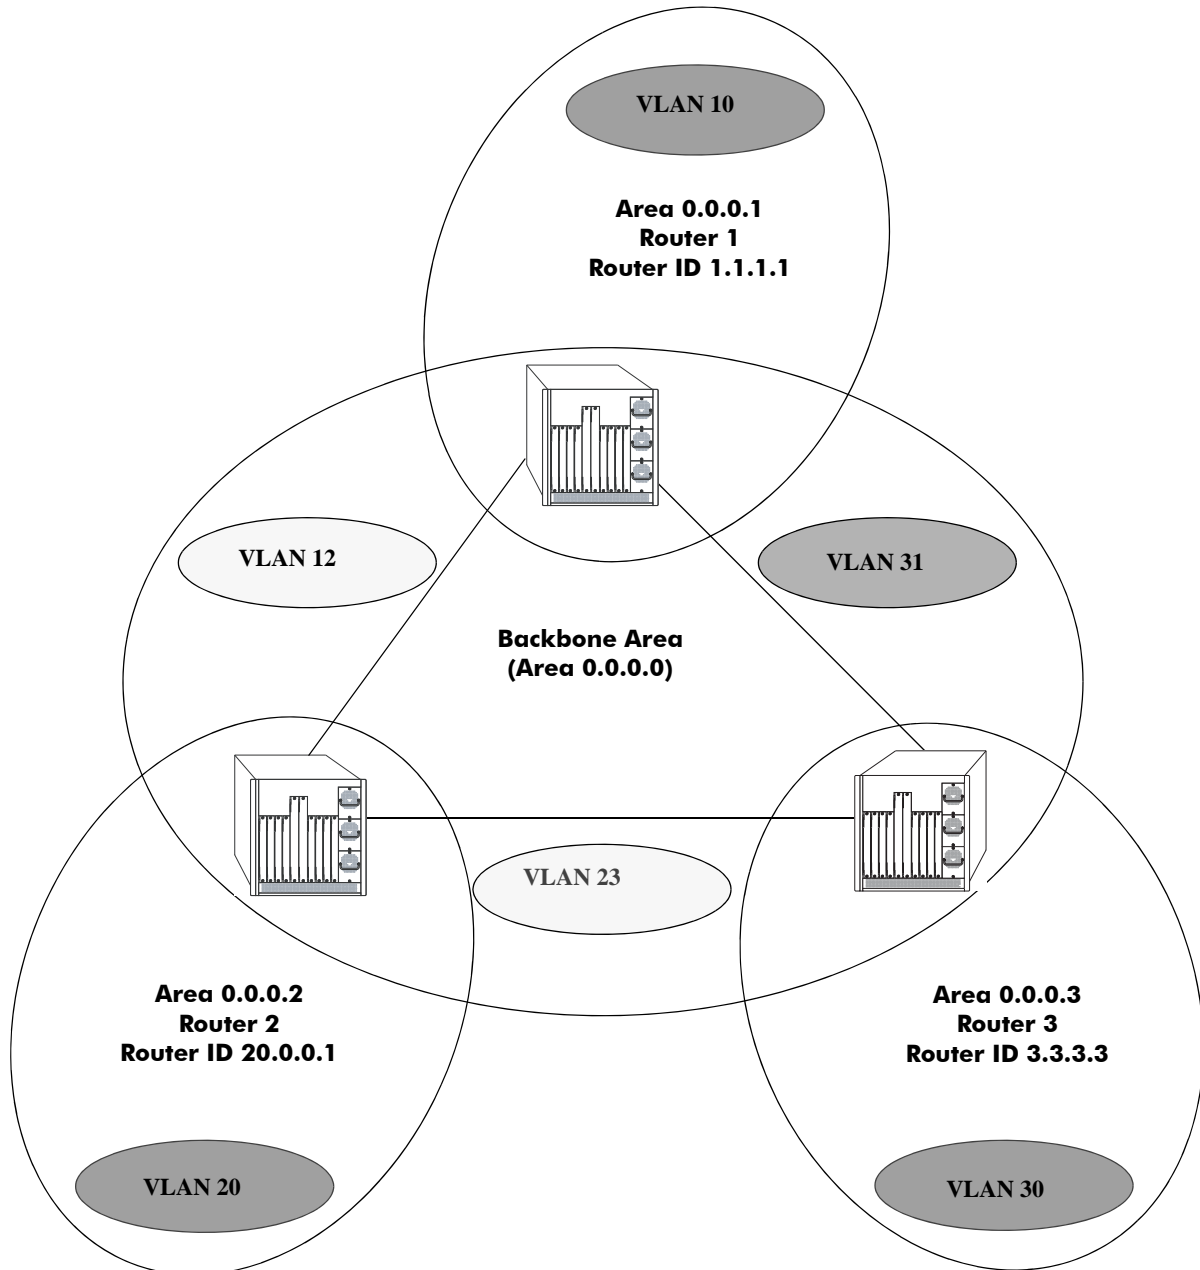 VLAN 10
Area 0.0.0.1
Router 1
Router ID 1.1.1.1
VLAN 12
VLAN 31
Backbone Area
(Area 0.0.0.0)
VLAN 23
Area 0.0.0.2
Router 2
Router ID 20.0.0.1
Area 0.0.0.3
Router 3
Router ID 3.3.3.3
VLAN 20
VLAN 30